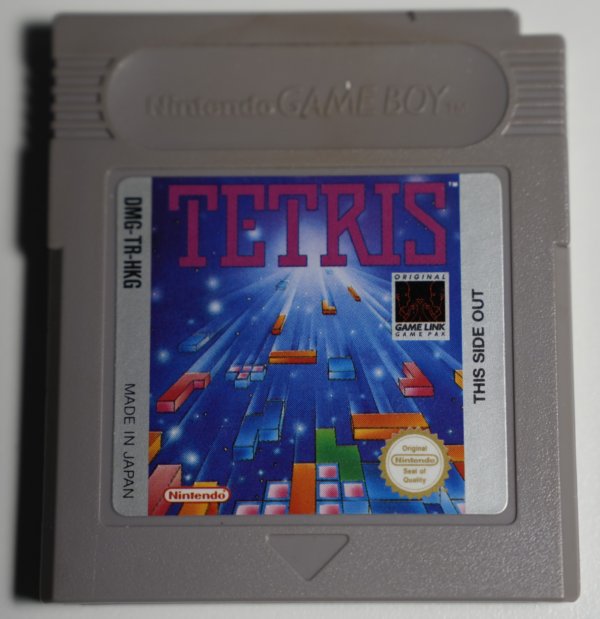 Nintendo GAME BOY TM
TETRIS TM
DMG-TR-HKG
MADE IN JAPAN
ORIGINAL
GAME LINK
GAME PAK
THIS SIDE OUT
Original
Nintendo
Seal of
Quality
Nintendo